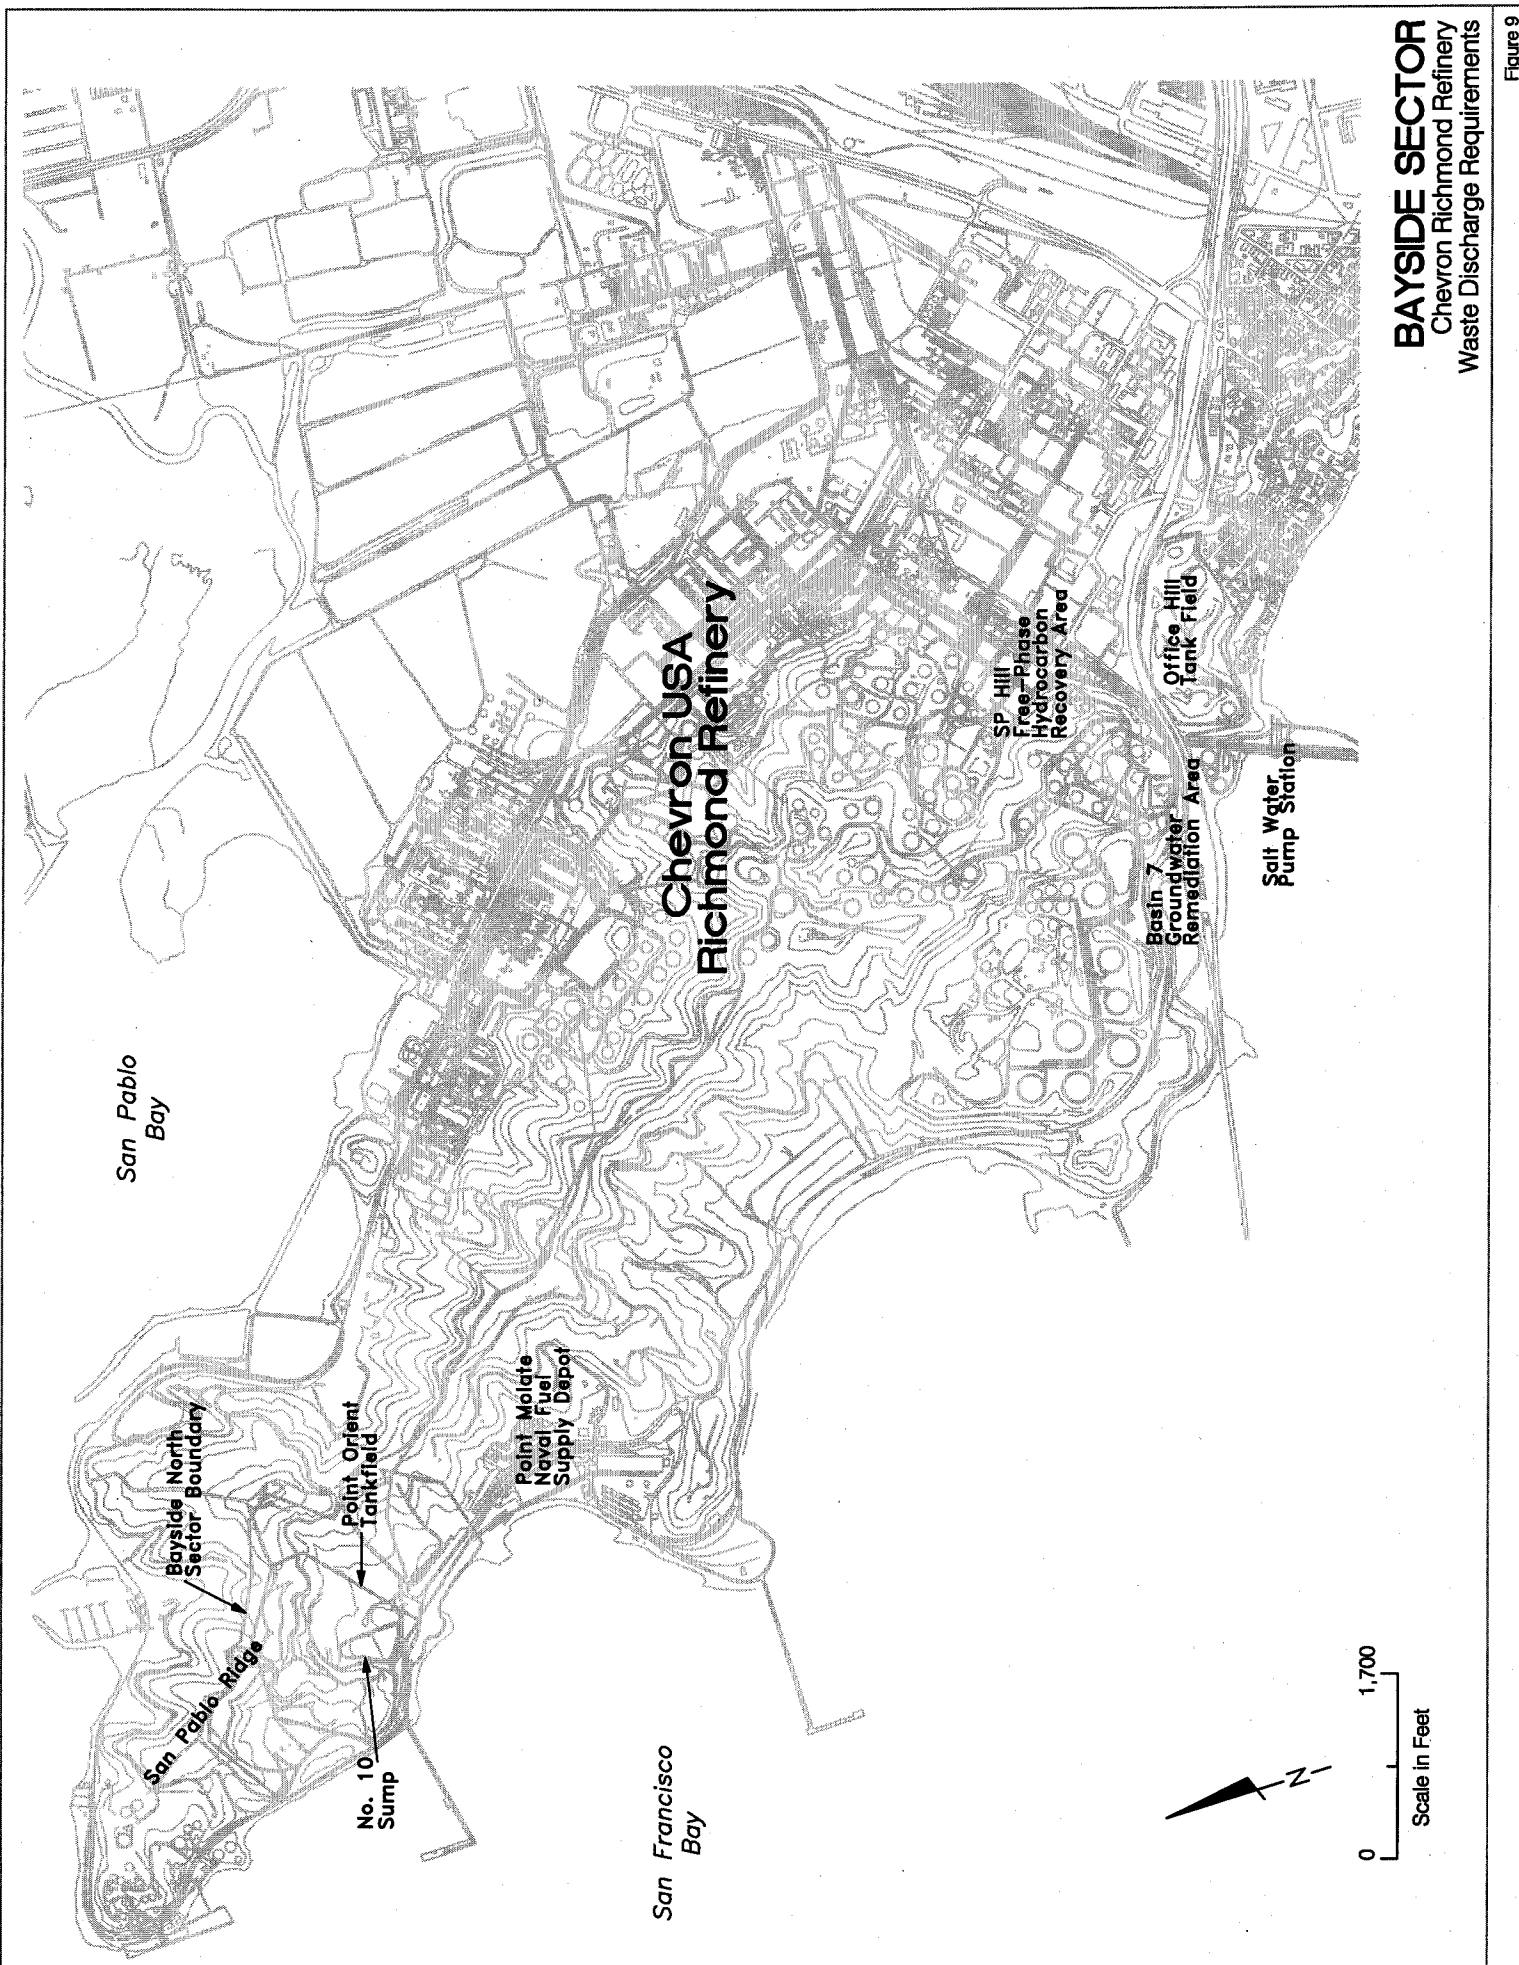 San Pablo
Bay
Bayside North
Sector Boundary
San Pablo Ridge
Point Orient
Tankfield
No. 10
Sump
Point Molate
Naval Fuel
Supply Depot
Chevron USA
Richmond Refinery
San Francisco
Bay
SP Hill
Free-Phase
Hydrocarbon
Recovery Area
Office Hill
Tank Field
Basin 7
Groundwater
Remediation Area
Salt Water
Pump Station
N
0 1,700
Scale in Feet
BAYSIDE SECTOR
Chevron Richmond Refinery
Waste Discharge Requirements
Figure 9